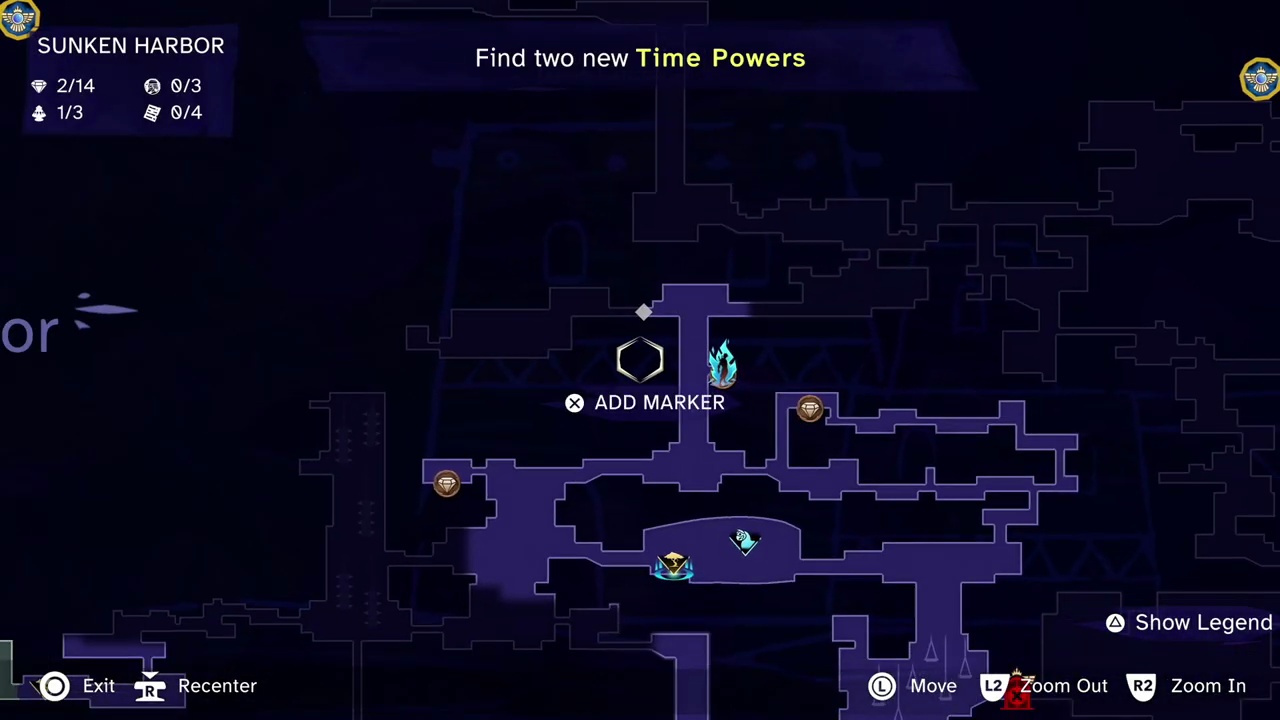 SUNKEN HARBOR
2/14 0/3
1/3 0/4
Find two new Time Powers
or
ADD MARKER
Show Legend
Exit R Recenter
L Move L2 Zoom Out R2 Zoom In